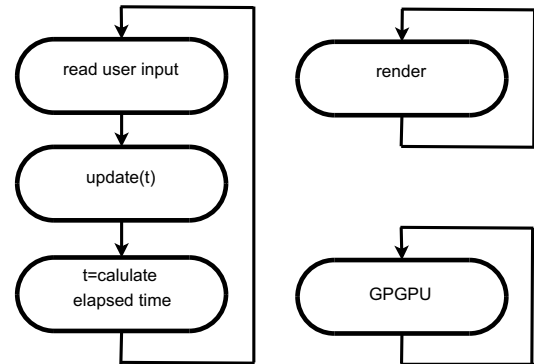 read user input
update(t)
t=calulate
elapsed time
render
GPGPU